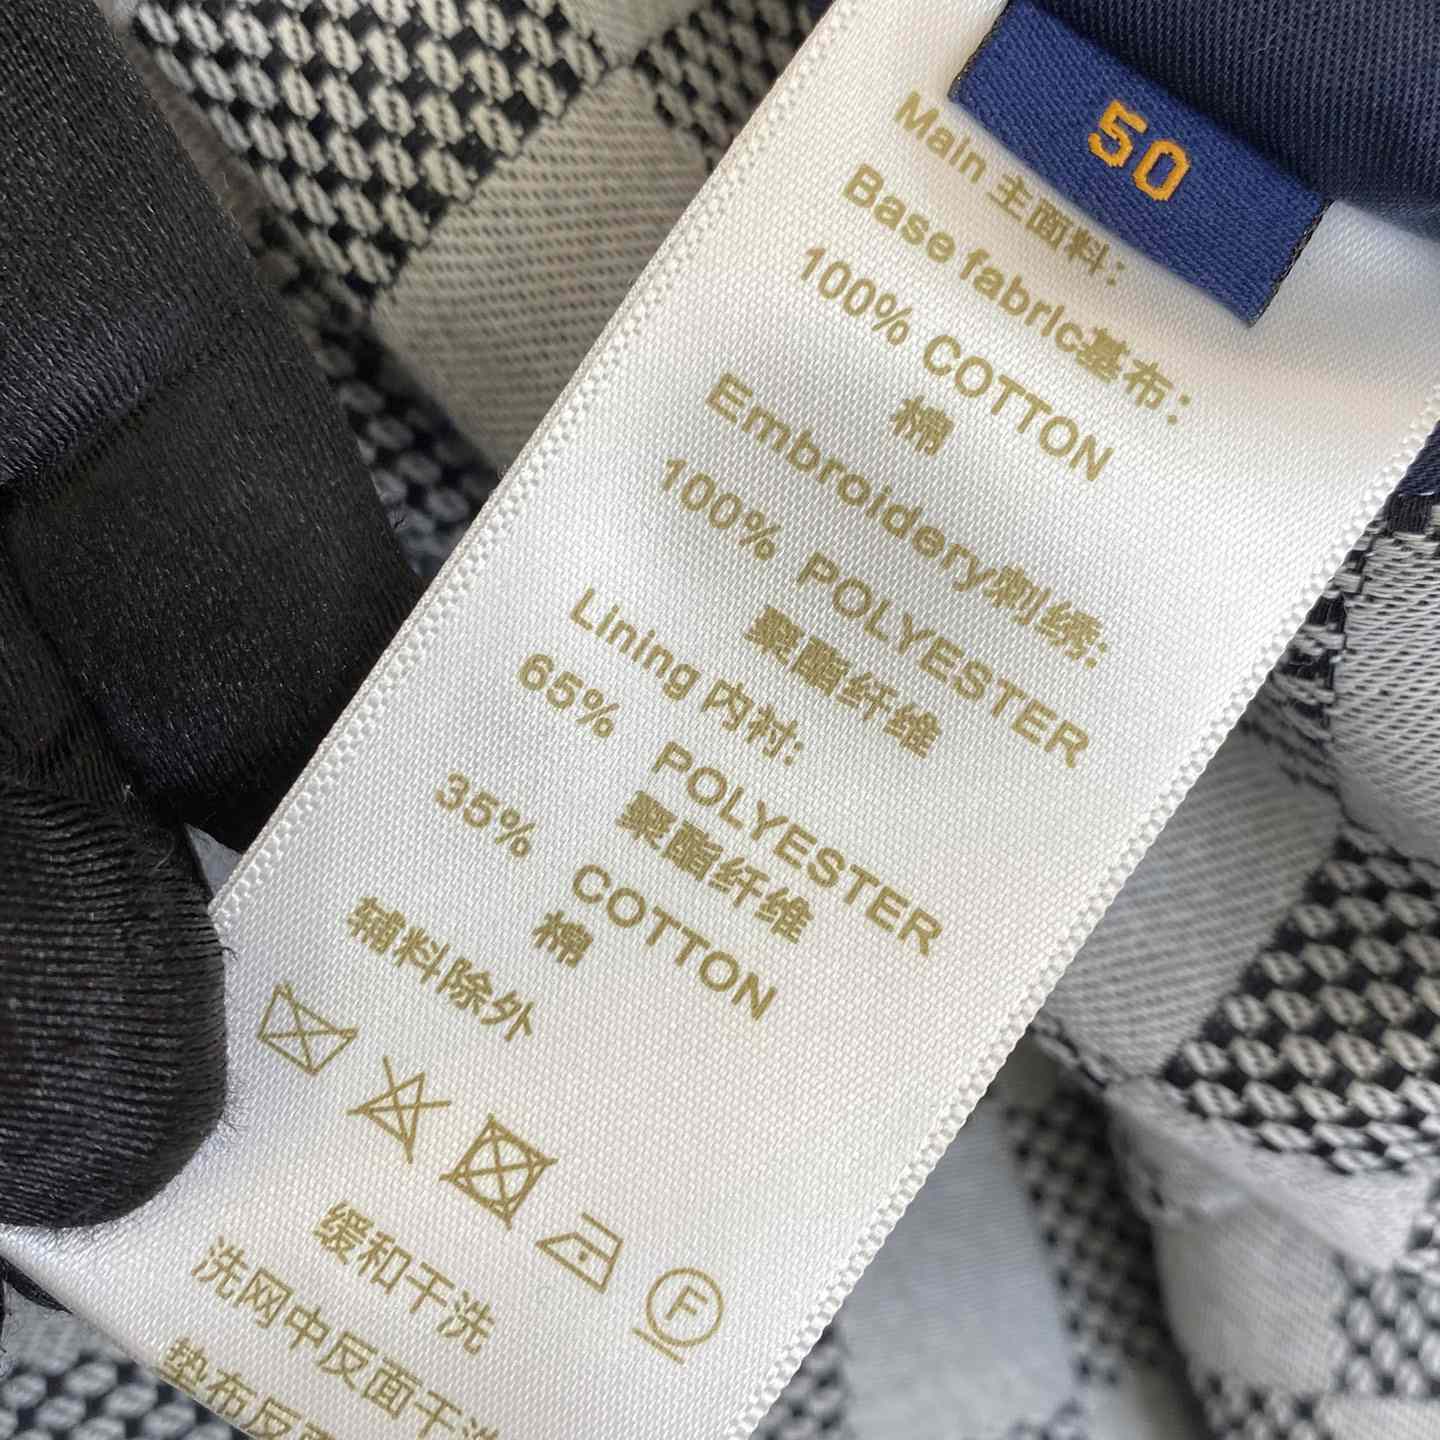 50
Main 主面料:
Base fabric基布:
100% COTTON
棉
Embroidery刺绣:
100% POLYESTER
聚酯纤维
Lining 内衬:
65% POLYESTER
聚酯纤维
35% COTTON
棉
辅料除外
F
缓和干洗
洗网中反面干洗
垫布反